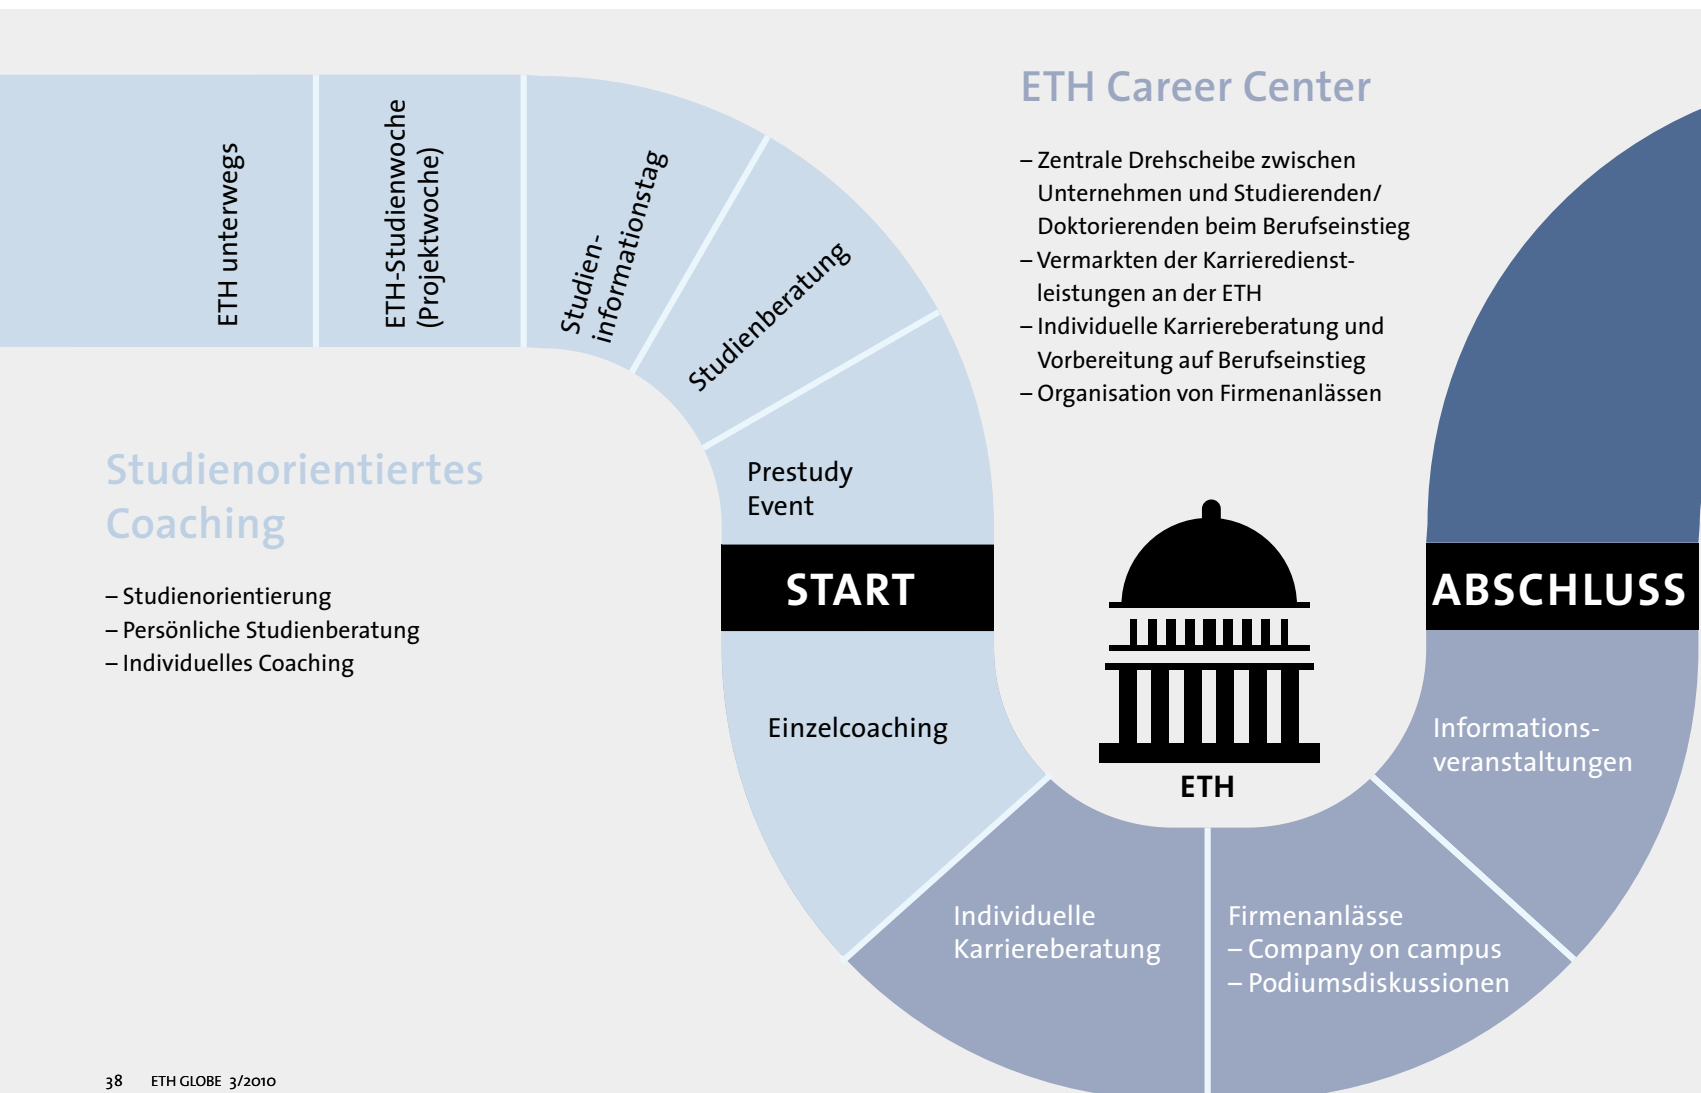 ETH unterwegs
ETH-Studienwoche
(Projektwoche)
Studien-
informationstag
Studienberatung
Prestudy
Event
START
Einzelcoaching
Studienorientiertes
Coaching
– Studienorientierung
– Persönliche Studienberatung
– Individuelles Coaching
ETH Career Center
– Zentrale Drehscheibe zwischen
Unternehmen und Studierenden/
Doktorierenden beim Berufseinstieg
– Vermarkten der Karrieredienst-
leistungen an der ETH
– Individuelle Karriereberatung und
Vorbereitung auf Berufseinstieg
– Organisation von Firmenanlässen
ETH
Individuelle
Karriereberatung
Firmenanlässe
– Company on campus
– Podiumsdiskussionen
Informations-
veranstaltungen
ABSCHLUSS
38 ETH GLOBE 3/2010